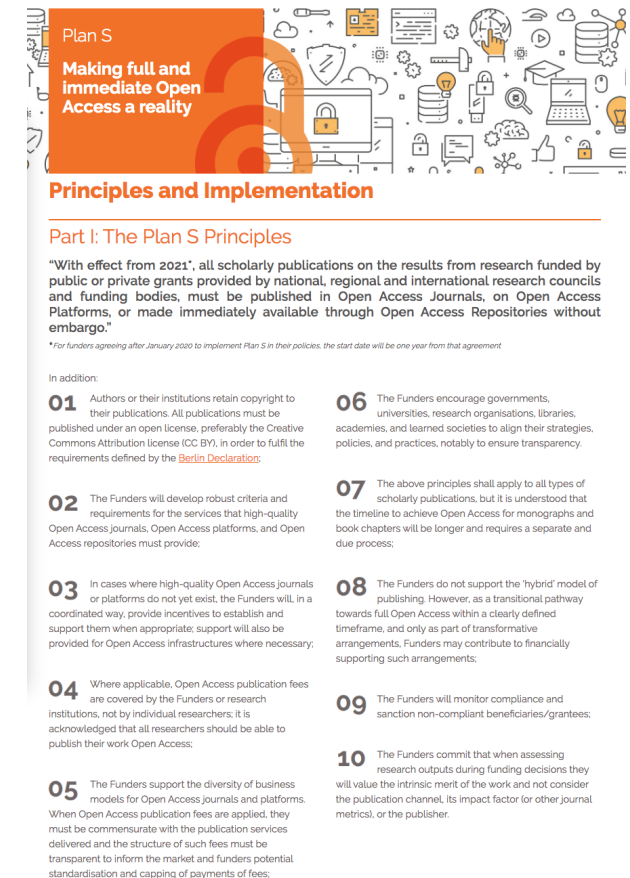 Plan S
Making full and
immediate Open
Access a reality
Principles and Implementation
Part I: The Plan S Principles
“With effect from 2021*, all scholarly publications on the results from research funded by
public or private grants provided by national, regional and international research councils
and funding bodies, must be published in Open Access Journals, on Open Access
Platforms, or made immediately available through Open Access Repositories without
embargo.”
*For funders agreeing after January 2020 to implement Plan S in their policies, the start date will be one year from that agreement
In addition:
01 Authors or their institutions retain copyright to
their publications. All publications must be
published under an open license, preferably the Creative
Commons Attribution license (CC BY), in order to fulfil the
requirements defined by the Berlin Declaration;
02 The Funders will develop robust criteria and
requirements for the services that high-quality
Open Access journals, Open Access platforms, and Open
Access repositories must provide;
03 In cases where high-quality Open Access journals
or platforms do not yet exist, the Funders will, in a
coordinated way, provide incentives to establish and
support them when appropriate; support will also be
provided for Open Access infrastructures where necessary;
04 Where applicable, Open Access publication fees
are covered by the Funders or research
institutions, not by individual researchers; it is
acknowledged that all researchers should be able to
publish their work Open Access;
05 The Funders support the diversity of business
models for Open Access journals and platforms.
When Open Access publication fees are applied, they
must be commensurate with the publication services
delivered and the structure of such fees must be
transparent to inform the market and funders potential
standardisation and capping of payments of fees;
06 The Funders encourage governments,
universities, research organisations, libraries,
academies, and learned societies to align their strategies,
policies, and practices, notably to ensure transparency.
07 The above principles shall apply to all types of
scholarly publications, but it is understood that
the timeline to achieve Open Access for monographs and
book chapters will be longer and requires a separate and
due process;
08 The Funders do not support the ‘hybrid’ model of
publishing. However, as a transitional pathway
towards full Open Access within a clearly defined
timeframe, and only as part of transformative
arrangements, Funders may contribute to financially
supporting such arrangements;
09 The Funders will monitor compliance and
sanction non-compliant beneficiaries/grantees;
10 The Funders commit that when assessing
research outputs during funding decisions they
will value the intrinsic merit of the work and not consider
the publication channel, its impact factor (or other journal
metrics), or the publisher.